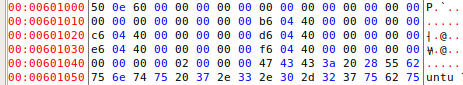 00:00601000 50 0e 60 00 00 00 00 00 00 00 00 00 00 00 00 00 P.`..
00:00601010 00 00 00 00 00 00 00 00 b6 04 40 00 00 00 00 00 .....
00:00601020 c6 04 40 00 00 00 00 00 d6 04 40 00 00 00 00 00 .@..
00:00601030 e6 04 40 00 00 00 00 00 f6 04 40 00 00 00 00 00 .@..
00:00601040 00 00 00 00 02 00 00 00 47 43 43 3a 20 28 55 62 .....
00:00601050 75 6e 74 75 20 37 2e 33 2e 30 2d 32 37 75 62 75 untu